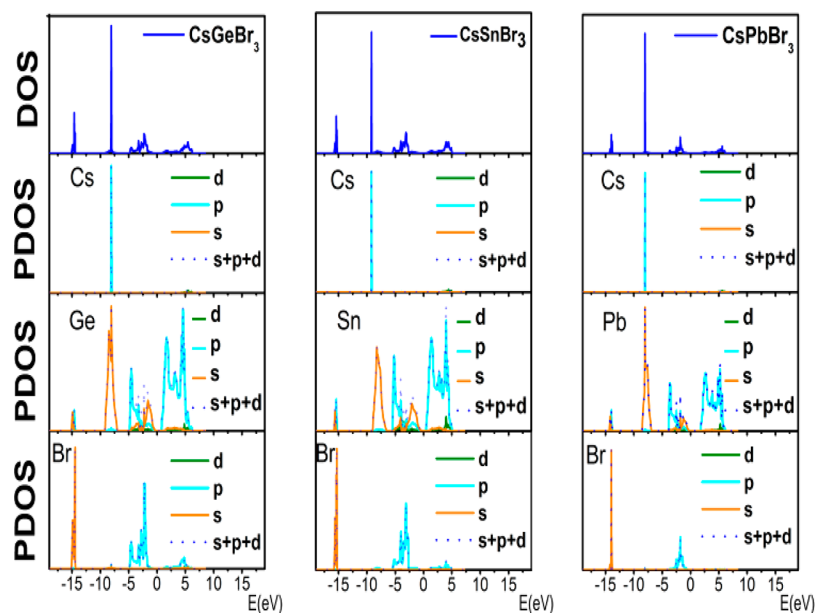 DOS
CsGeBr3
CsSnBr3
CsPbBr3
PDOS
Cs
d
p
s
s+p+d
Cs
d
p
s
s+p+d
Cs
d
p
s
s+p+d
PDOS
Ge
d
p
s
s+p+d
Sn
d
p
s
s+p+d
Pb
d
p
s
s+p+d
PDOS
Br
d
p
s
s+p+d
Br
d
p
s
s+p+d
Br
d
p
s
s+p+d
-15 -10 -5 0 5 10 15
E(eV)
-15 -10 -5 0 5 10 15
E(eV)
-15 -10 -5 0 5 10 15
E(eV)